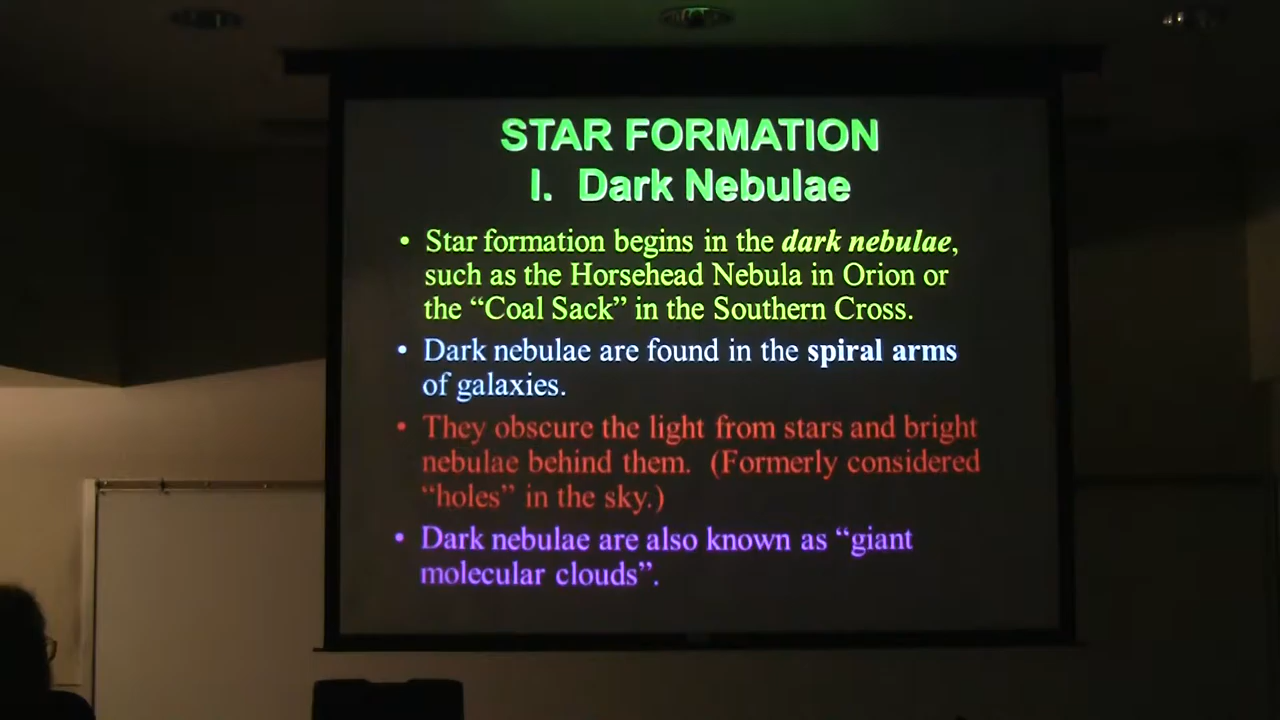 STAR FORMATION
I. Dark Nebulae
• Star formation begins in the dark nebulae,
such as the Horsehead Nebula in Orion or
the “Coal Sack” in the Southern Cross.
• Dark nebulae are found in the spiral arms
of galaxies.
• They obscure the light from stars and bright
nebulae behind them. (Formerly considered
“holes” in the sky.)
• Dark nebulae are also known as “giant
molecular clouds”.